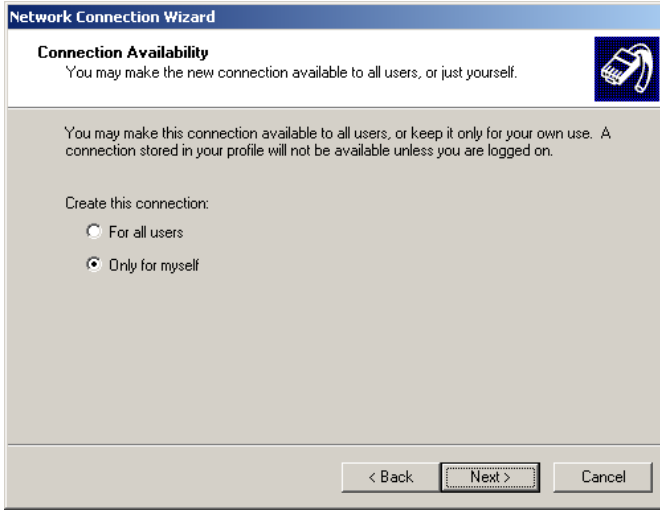 Network Connection Wizard
Connection Availability
You may make the new connection available to all users, or just yourself.
You may make this connection available to all users, or keep it only for your own use. A
connection stored in your profile will not be available unless you are logged on.
Create this connection:
For all users
Only for myself
< Back Next > Cancel